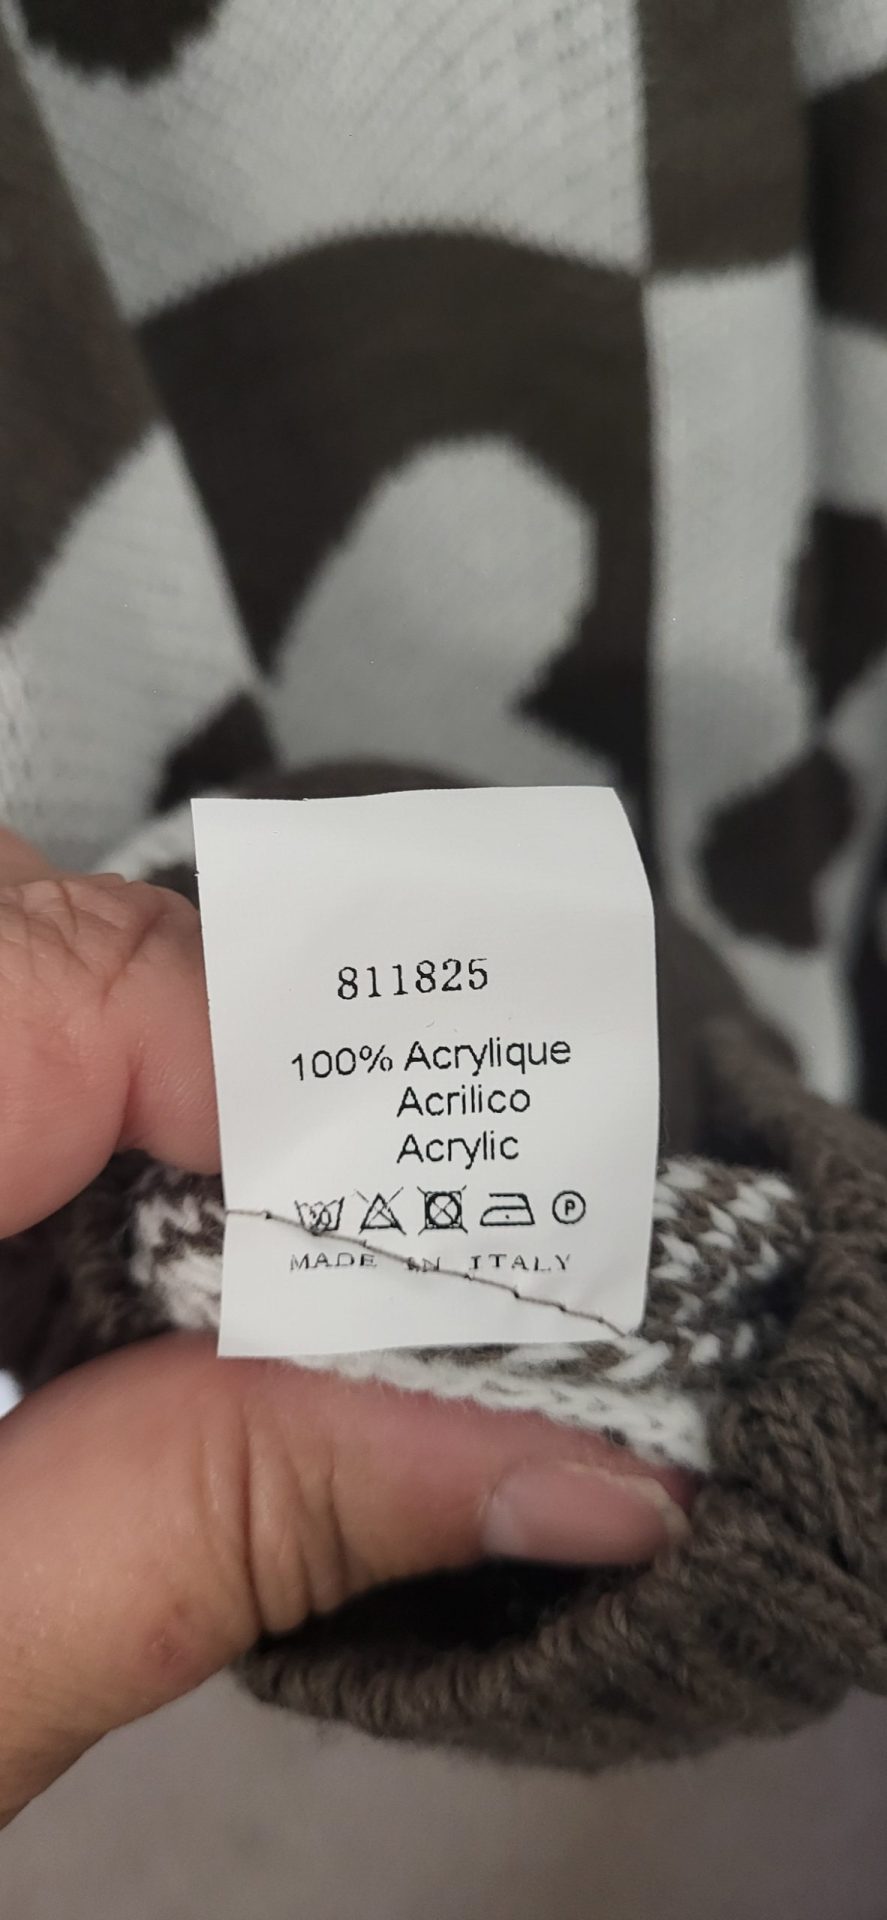 811825
100% Acrylique
Acrilico
Acrylic
P
MADE IN ITALY